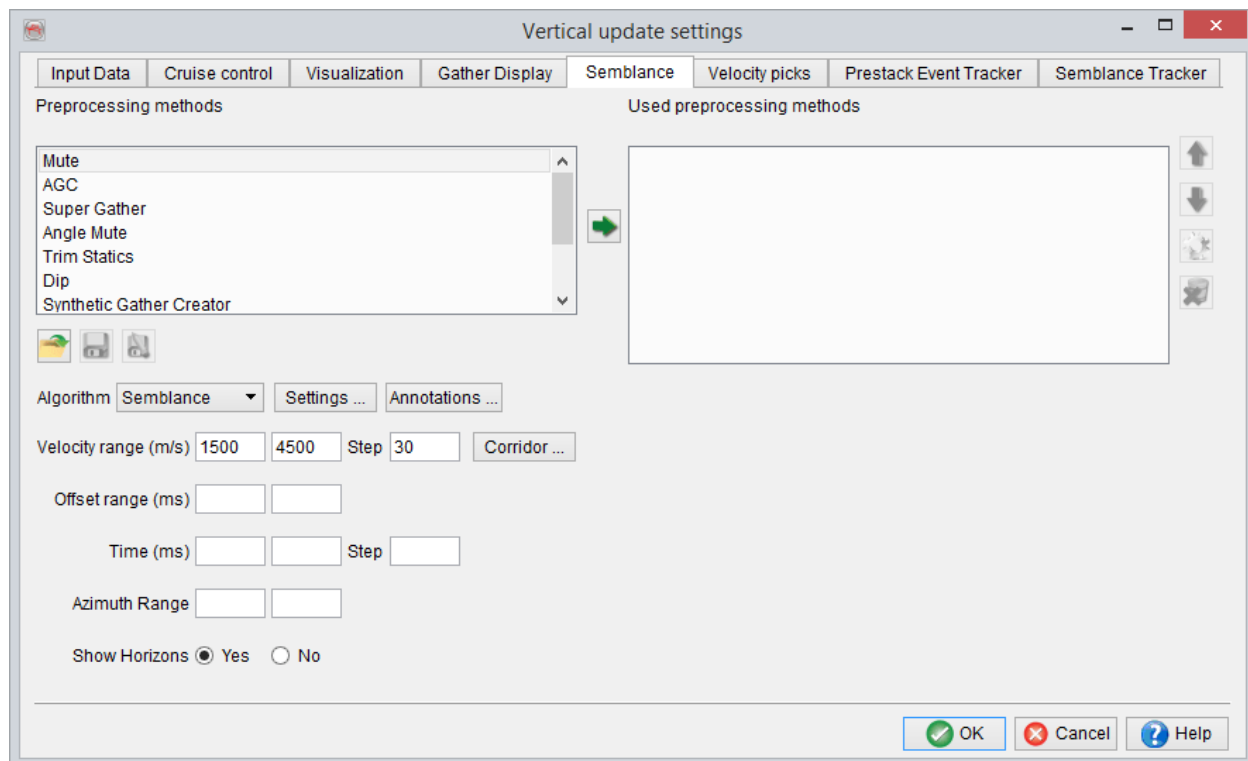 Vertical update settings
Input Data Cruise control Visualization Gather Display Semblance Velocity picks Prestack Event Tracker Semblance Tracker
Preprocessing methods Used preprocessing methods
Mute
AGC
Super Gather
Angle Mute
Trim Statics
Dip
Synthetic Gather Creator
Algorithm Semblance Settings ... Annotations ...
Velocity range (m/s) 1500 4500 Step 30 Corridor ...
Offset range (ms)
Time (ms) Step
Azimuth Range
Show Horizons Yes No
OK Cancel Help